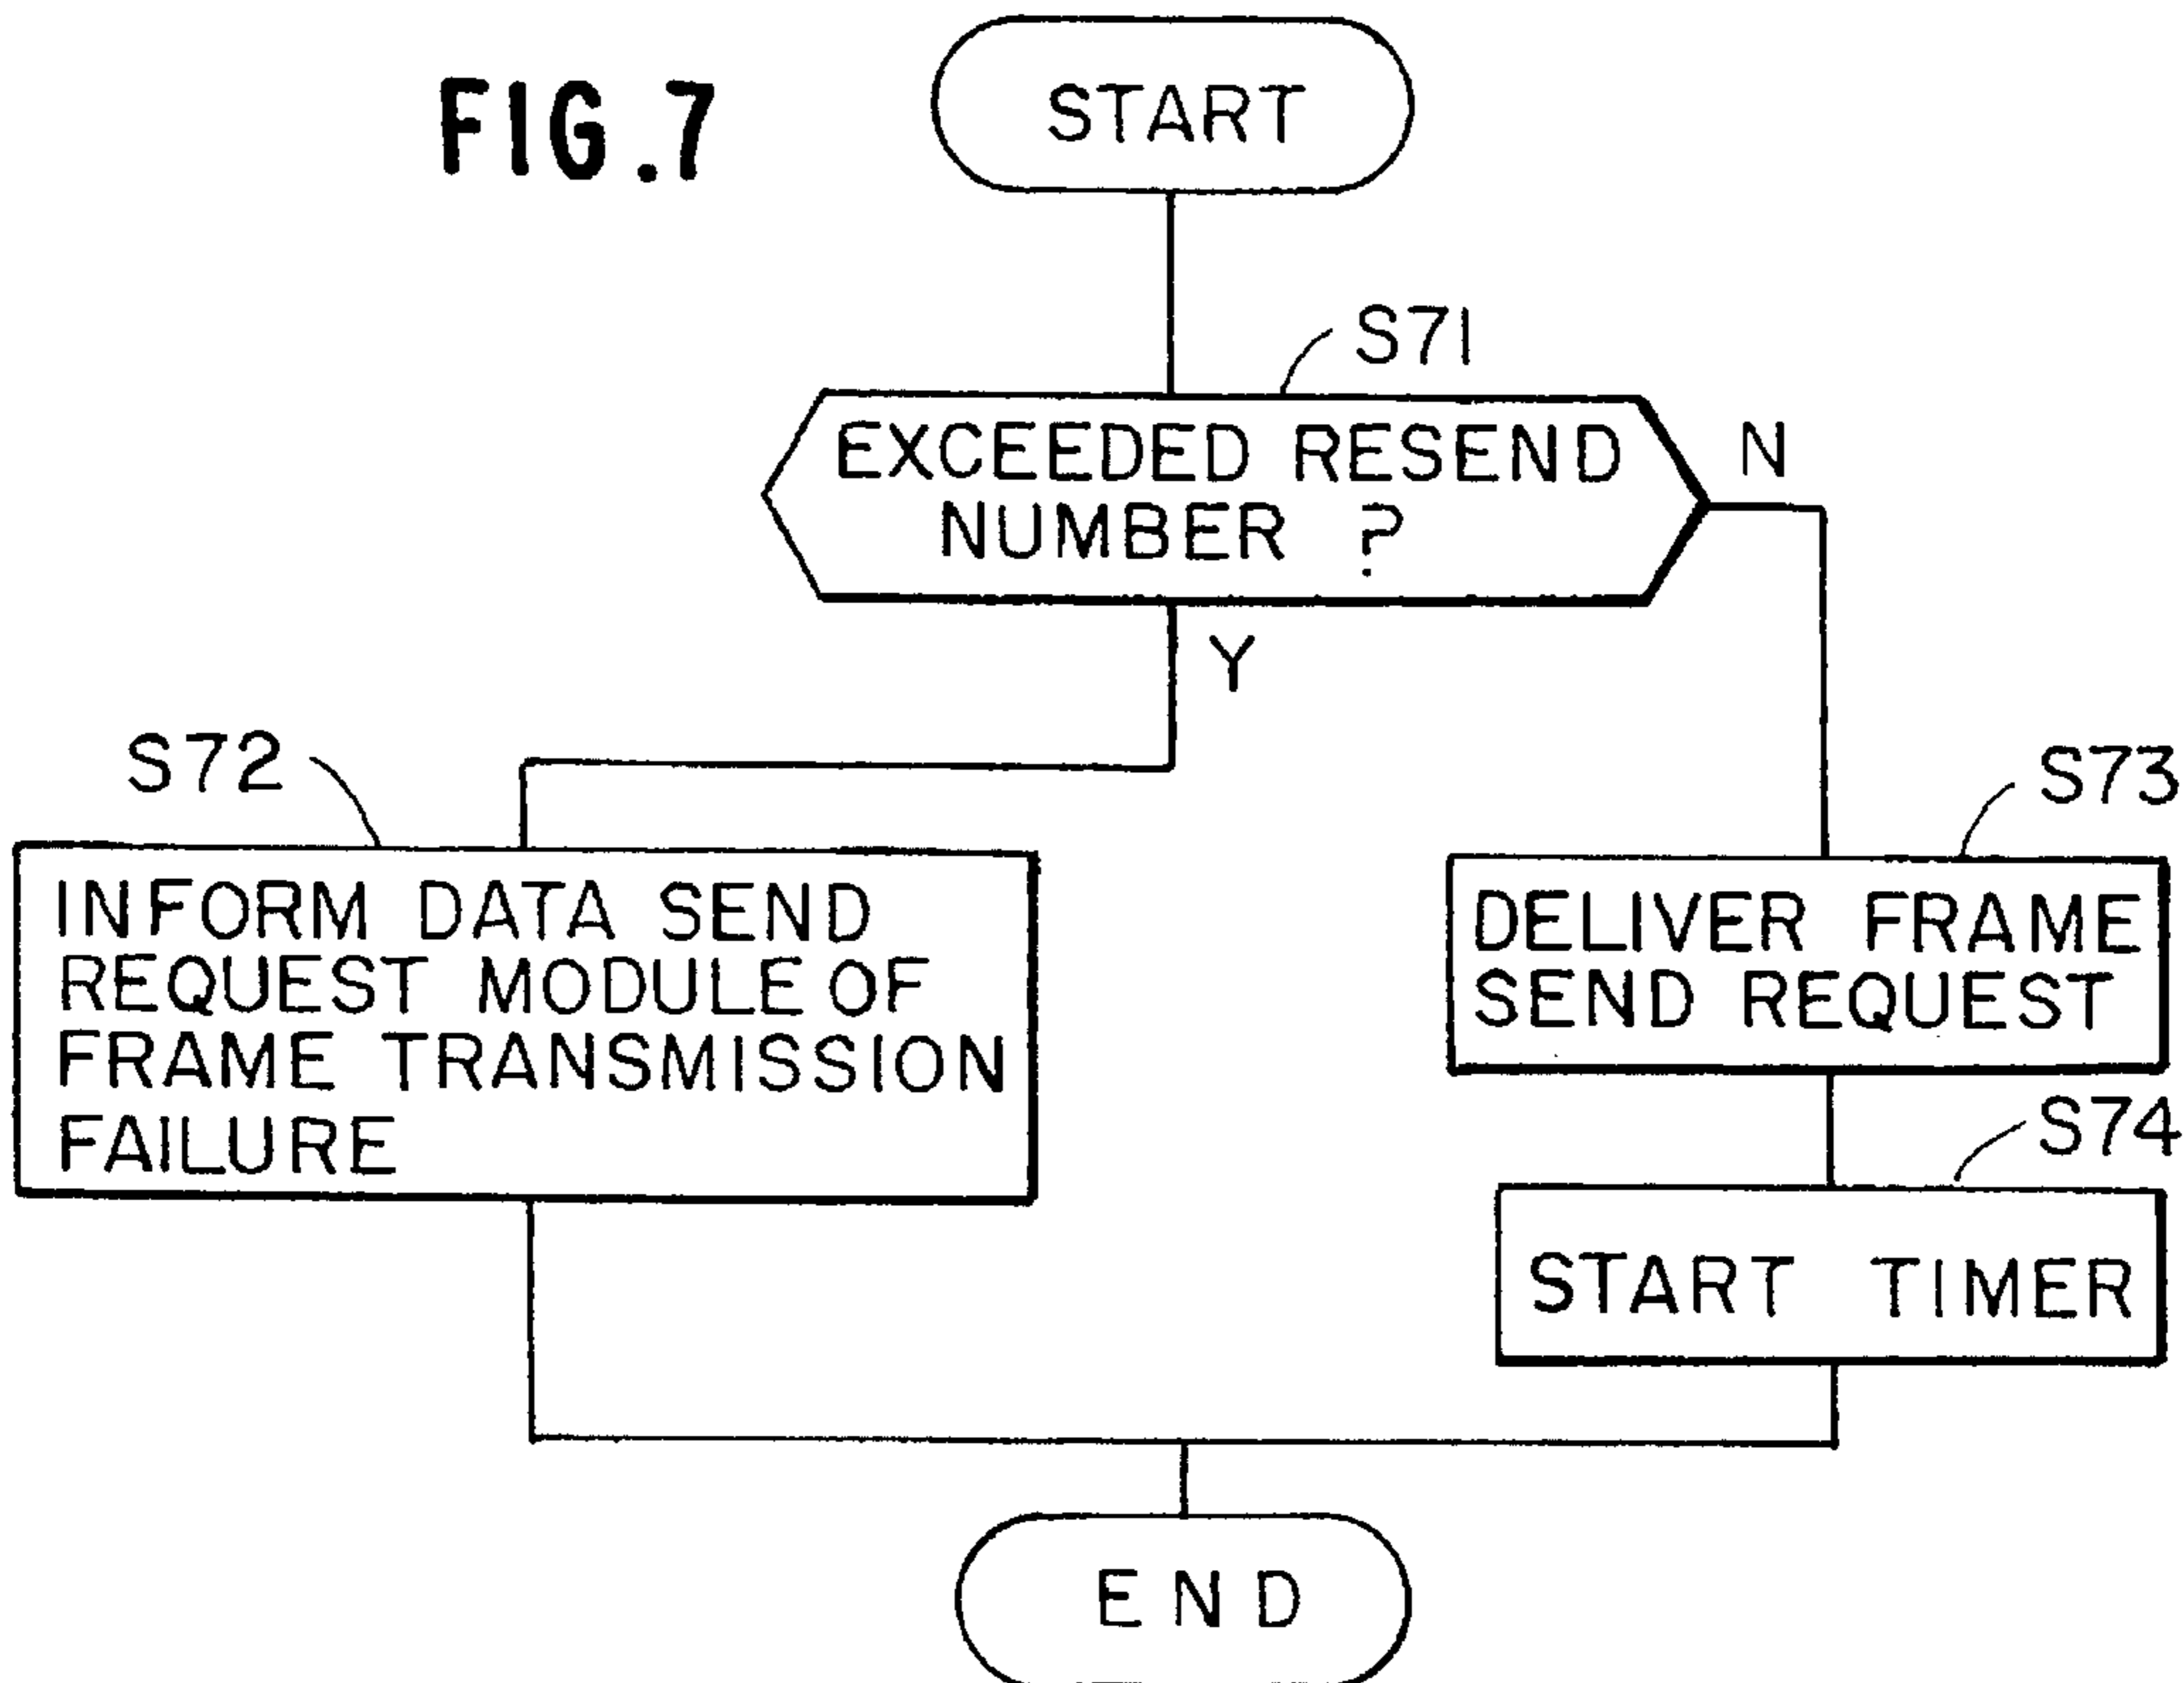 FIG.7
START
S71
EXCEEDED RESEND
NUMBER ?
N
Y
S72
INFORM DATA SEND
REQUEST MODULE OF
FRAME TRANSMISSION
FAILURE
S73
DELIVER FRAME
SEND REQUEST
S74
START TIMER
END